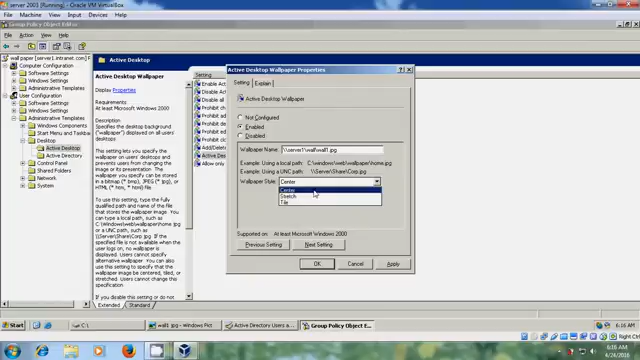 server 2003 [Running] - Oracle VM VirtualBox
File Machine View Input Devices Help
Group Policy Object Editor
File Action View Help
wall paper [server1.intranet.com]
Computer Configuration
Software Settings
Windows Settings
Administrative Templates
User Configuration
Software Settings
Windows Settings
Administrative Templates
Windows Components
Start Menu and Taskba
Desktop
Active Desktop
Active Directory
Control Panel
Shared Folders
Network
System
Active Desktop
Active Desktop Wallpaper
Display Properties
Requirements:
At least Microsoft Windows 2000
Description:
Specifies the desktop background
("wallpaper") displayed on all users'
desktops.
This setting lets you specify the
wallpaper on users' desktops and
prevents users from changing the
image or its presentation. The
wallpaper you specify can be stored
in a bitmap (*.bmp), JPEG (*.jpg), or
HTML (*.htm, *.html) file.
To use this setting, type the fully
qualified path and name of the file
that stores the wallpaper image. You
can type a local path, such as
C:\Windows\web\wallpaper\home.jpg
or a UNC path, such as
\\Server\Share\Corp.jpg. If the
specified file is not available when
the user logs on, no wallpaper is
displayed. Users cannot specify
alternative wallpaper. You can also
use this setting to specify that the
wallpaper image be centered, tiled, or
stretched. Users cannot change this
specification.
If you disable this setting or do not
Extended Standard
Setting
Enable Acti
Disable Act
Disable All
Prohibit
Prohibit
Prohibit
Prohibit
Prohibit
Add/Delete
Active Des
Allow only
Active Desktop Wallpaper Properties
Setting Explain
Active Desktop Wallpaper
Not Configured
Enabled
Disabled
Wallpaper Name: \\server1\wall\wall1.jpg
Example: Using a local path: C:\windows\web\wallpaper\home.jpg
Example: Using a UNC path: \\Server\Share\Corp.jpg
Wallpaper Style: Center
Center
Stretch
Tile
Supported on: At least Microsoft Windows 2000
Previous Setting Next Setting
OK Cancel Apply
Start C:\ wall1.jpg - Windows Pict Active Directory Users a... Group Policy Object E... 6:16 AM
6:16 AM
4/24/2016